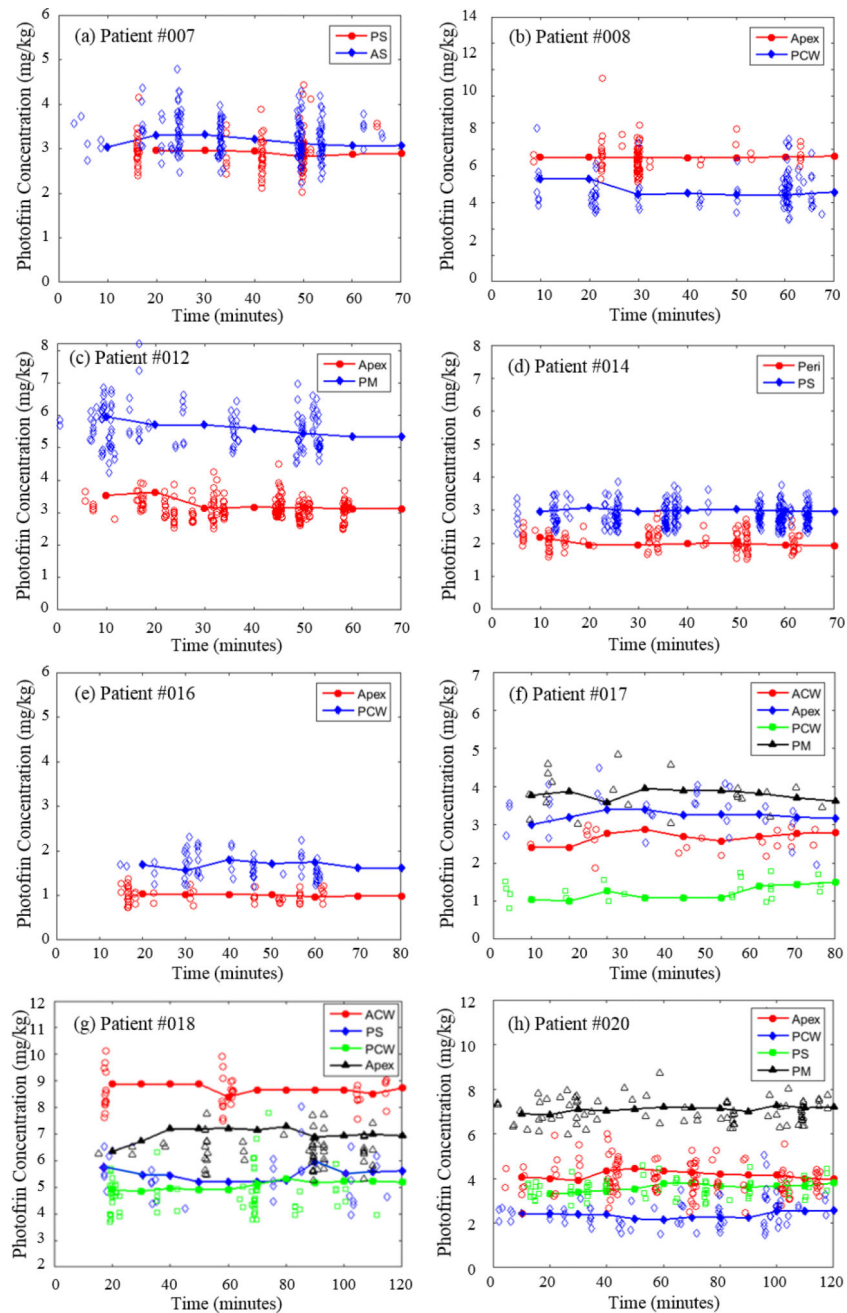 Photofrin Concentration (mg/kg)
6
5
4
3
2
1
0
(a) Patient #007
PS
AS
0 10 20 30 40 50 60 70
Time (minutes)
Photofrin Concentration (mg/kg)
14
12
10
8
6
4
2
0
(b) Patient #008
Apex
PCW
0 10 20 30 40 50 60 70
Time (minutes)
Photofrin Concentration (mg/kg)
8
7
6
5
4
3
2
1
0
(c) Patient #012
Apex
PM
0 10 20 30 40 50 60 70
Time (minutes)
Photofrin Concentration (mg/kg)
8
7
6
5
4
3
2
1
0
(d) Patient #014
Peri
PS
0 10 20 30 40 50 60 70
Time (minutes)
Photofrin Concentration (mg/kg)
6
5
4
3
2
1
0
(e) Patient #016
Apex
PCW
0 10 20 30 40 50 60 80
Time (minutes)
Photofrin Concentration (mg/kg)
7
6
5
4
3
2
1
0
(f) Patient #017
ACW
Apex
PCW
PM
0 10 20 30 40 50 60 70 80
Time (minutes)
Photofrin Concentration (mg/kg)
12
11
10
9
8
7
6
5
4
3
2
(g) Patient #018
ACW
PS
PCW
Apex
0 20 40 60 80 100 120
Time (minutes)
Photofrin Concentration (mg/kg)
12
10
8
6
4
2
0
(h) Patient #020
Apex
PCW
PS
PM
0 20 40 60 80 100 120
Time (minutes)